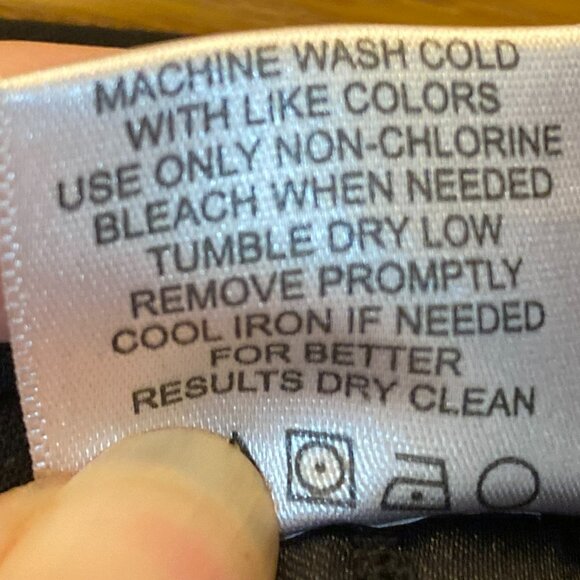 MACHINE WASH COLD
WITH LIKE COLORS
USE ONLY NON-CHLORINE
BLEACH WHEN NEEDED
TUMBLE DRY LOW
REMOVE PROMPTLY
COOL IRON IF NEEDED
FOR BETTER
RESULTS DRY CLEAN